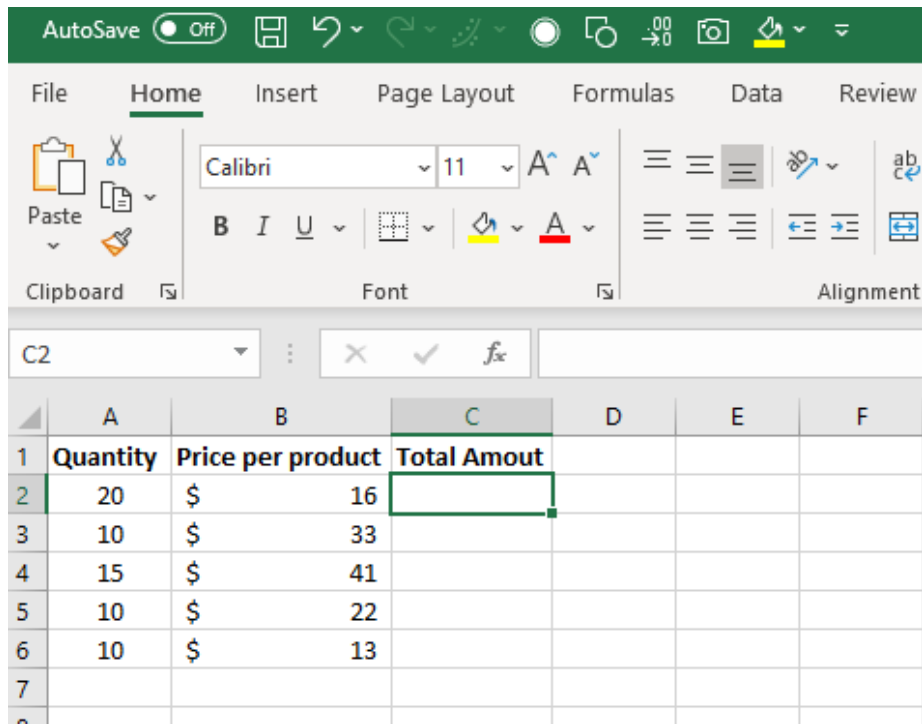 AutoSave Off
File Home Insert Page Layout Formulas Data Review
Calibri 11 A A ab
Paste B I U A c
Clipboard Font Alignment
C2 fx
A B C D E F
1 Quantity Price per product Total Amout
2 20 $ 16
3 10 $ 33
4 15 $ 41
5 10 $ 22
6 10 $ 13
7